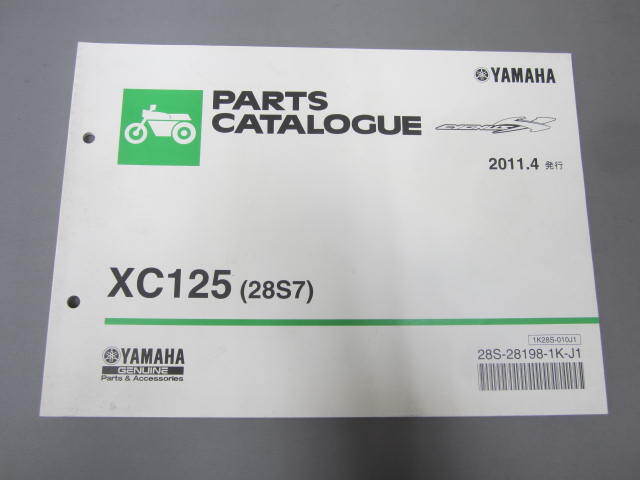 YAMAHA
PARTS
CATALOGUE
CYGNUS X
2011.4 発行
XC125 (28S7)
1K28S-010J1
28S-28198-1K-J1
YAMAHA
GENUINE
Parts & Accessories